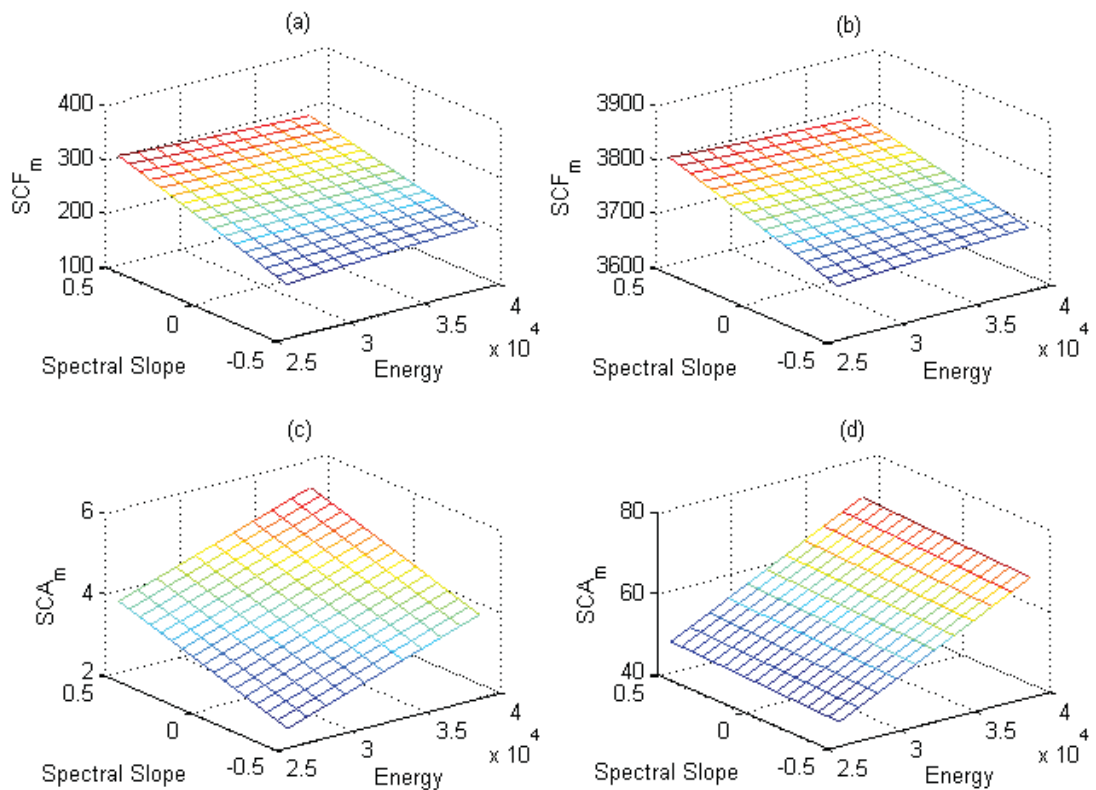 (a)
400
300
200
100
SCF_m
0.5
0
-0.5
Spectral Slope
2.5
3
3.5
4
x 10^4
Energy
(b)
3900
3800
3700
3600
SCF_m
0.5
0
-0.5
Spectral Slope
2.5
3
3.5
4
x 10^4
Energy
(c)
6
4
2
SCA_m
0.5
0
-0.5
Spectral Slope
2.5
3
3.5
4
x 10^4
Energy
(d)
80
60
40
SCA_m
0.5
0
-0.5
Spectral Slope
2.5
3
3.5
4
x 10^4
Energy